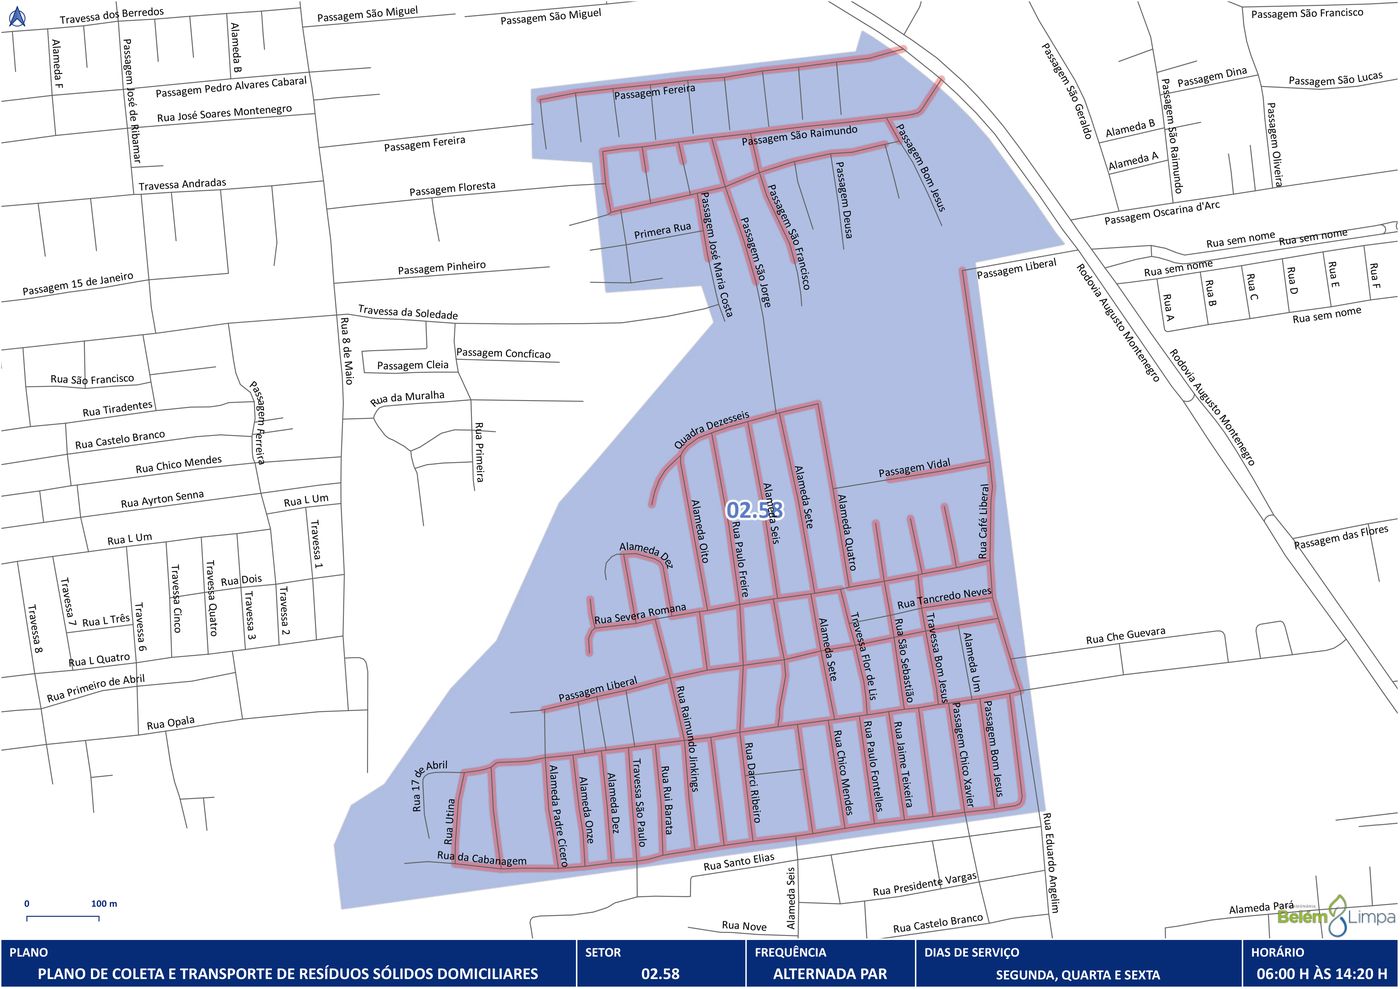 Travessa dos Berredos
Passagem São Miguel
Passagem São Miguel
Passagem São Francisco
Alameda F
Passagem José de Ribamar
Alameda B
Passagem São Geraldo
Passagem Dina
Passagem São Lucas
Passagem Pedro Alvares Cabaral
Passagem Fereira
Rua José Soares Montenegro
Passagem São Raimundo
Passagem Oliveira
Alameda B
Passagem Fereira
Passagem São Raimundo
Alameda A
Passagem Bom Jesus
Travessa Andradas
Passagem Floresta
Passagem Deusa
Passagem Oscarina d'Arc
Primera Rua
Passagem José Maria Costa
Passagem São Jorge
Passagem São Francisco
Rua sem nome
Rua sem nome
Passagem Pinheiro
Passagem Liberal
Rua sem nome
Passagem 15 de Janeiro
Rodovia Augusto Montenegro
Rua A
Rua B
Rua C
Rua D
Rua E
Rua F
Rua sem nome
Travessa da Soledade
Rua 8 de Maio
Passagem Concficao
Passagem Cleia
Rodovia Augusto Montenegro
Rua São Francisco
Passagem Ferreira
Rua da Muralha
Rua Tiradentes
Rua Primeira
Quadra Dezesseis
Rua Castelo Branco
Rua Chico Mendes
Passagem Vidal
Rua Ayrton Senna
Rua L Um
Alameda Oito
Rua Paulo Freire
Alameda Seis
Alameda Sete
Alameda Quatro
Rua Café Liberal
02.58
Rua L Um
Travessa 1
Passagem das Flores
Alameda Dez
Travessa 8
Travessa 7
Travessa 6
Travessa Cinco
Travessa Quatro
Rua Dois
Travessa 3
Travessa 2
Rua Tancredo Neves
Rua Severa Romana
Rua L Três
Alameda Sete
Travessa Flor de Lis
Rua São Sebastião
Travessa Bom Jesus
Alameda Um
Rua Che Guevara
Rua L Quatro
Rua Primeiro de Abril
Passagem Liberal
Rua Raimundo Jinkings
Rua Opala
Rua Darci Ribeiro
Rua Chico Mendes
Rua Paulo Fontelles
Rua Jaime Teixeira
Passagem Chico Xavier
Passagem Bom Jesus
Rua 17 de Abril
Rua Utina
Alameda Padre Cícero
Alameda Onze
Alameda Dez
Travessa São Paulo
Rua Rui Barata
Rua da Cabanagem
Rua Santo Elias
Rua Eduardo Angelim
Alameda Seis
Rua Presidente Vargas
Rua Nove
Rua Castelo Branco
Alameda Pará
0 100 m
Belém Limpa
PLANO
PLANO DE COLETA E TRANSPORTE DE RESÍDUOS SÓLIDOS DOMICILIARES
SETOR
02.58
FREQUÊNCIA
ALTERNADA PAR
DIAS DE SERVIÇO
SEGUNDA, QUARTA E SEXTA
HORÁRIO
06:00 H ÀS 14:20 H